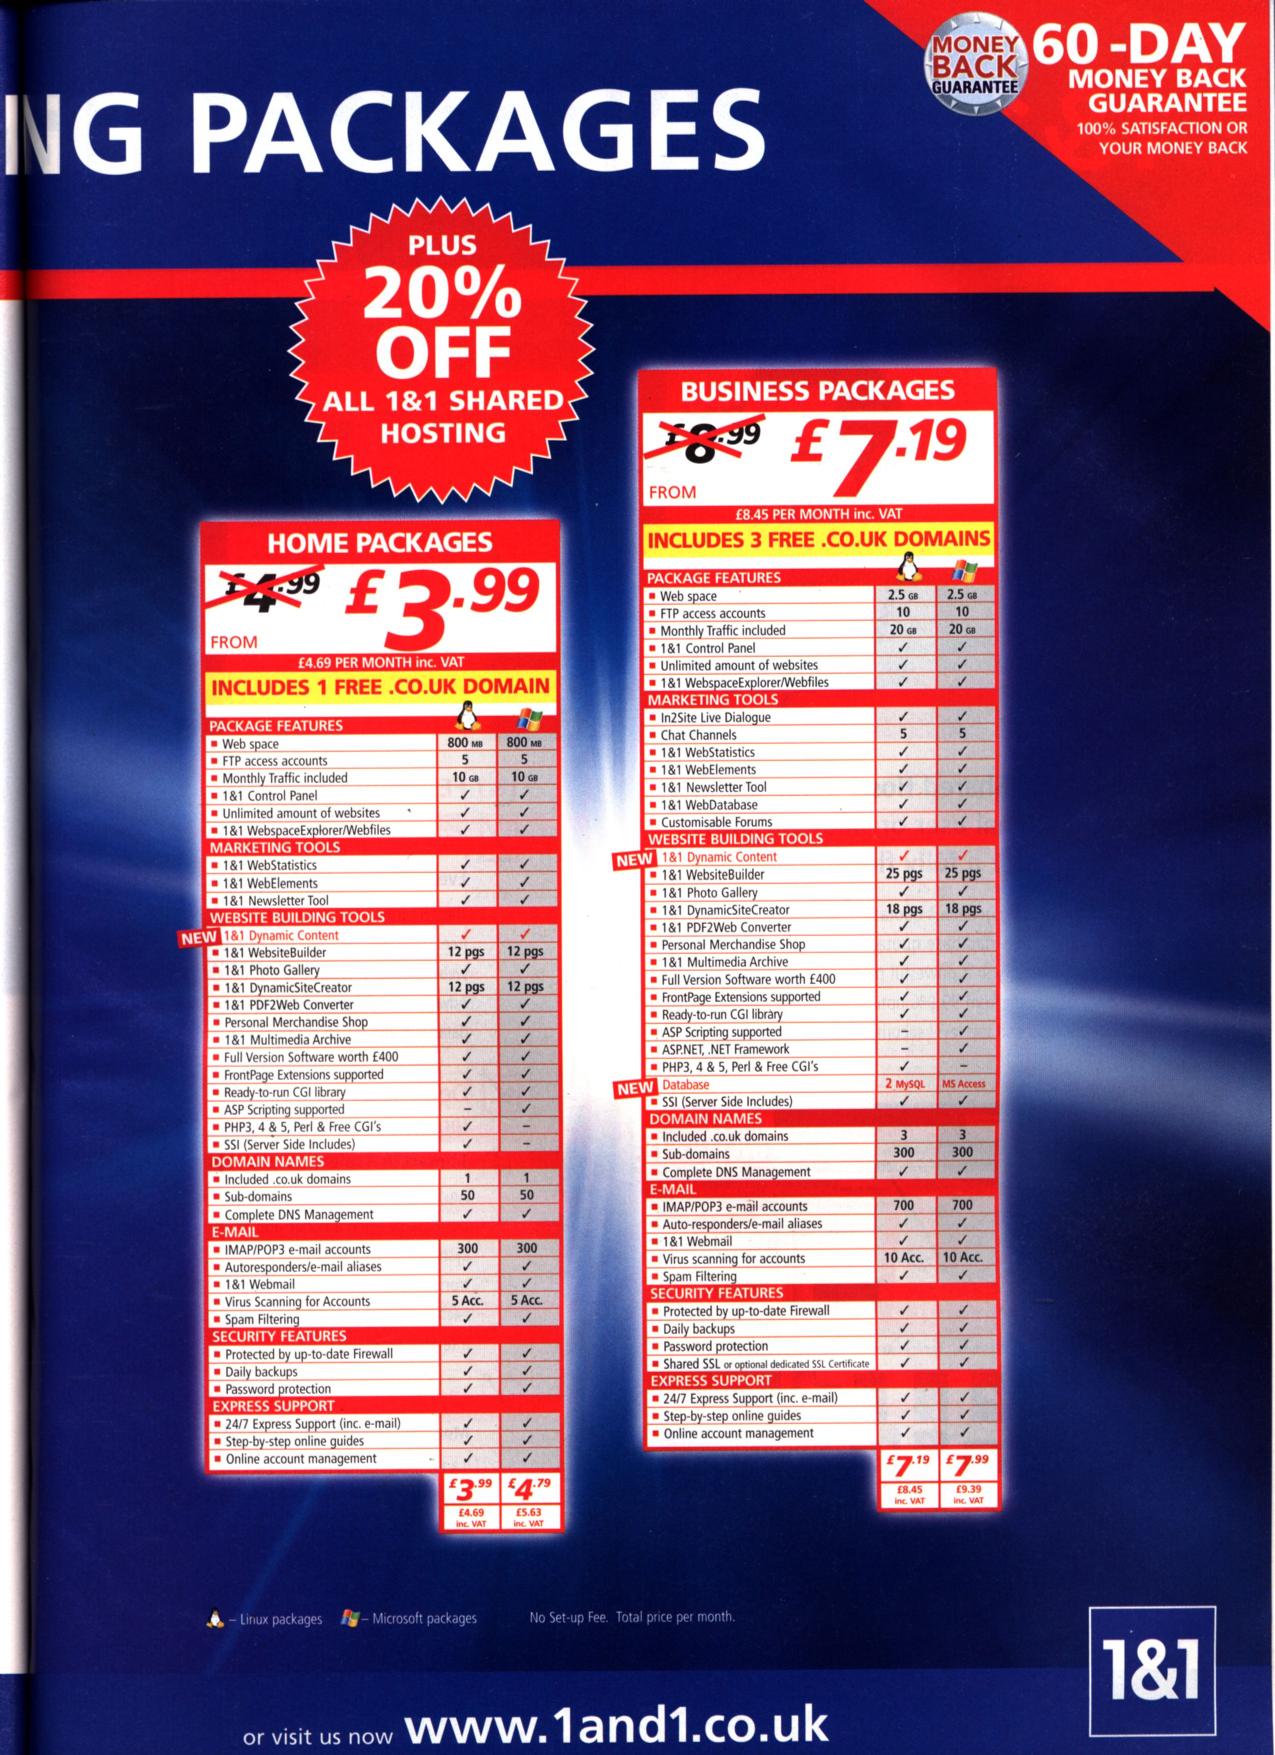 NG PACKAGES
MONEY
BACK
GUARANTEE
60-DAY
MONEY BACK
GUARANTEE
100% SATISFACTION OR
YOUR MONEY BACK
PLUS
20%
OFF
ALL 1&1 SHARED
HOSTING
HOME PACKAGES
£4.99 £3.99
FROM
£4.69 PER MONTH inc. VAT
INCLUDES 1 FREE .CO.UK DOMAIN
PACKAGE FEATURES
Web space 800 MB 800 MB
FTP access accounts 5 5
Monthly Traffic included 10 GB 10 GB
1&1 Control Panel ✓ ✓
Unlimited amount of websites ✓ ✓
1&1 WebspaceExplorer/Webfiles ✓ ✓
MARKETING TOOLS
1&1 WebStatistics ✓ ✓
1&1 WebElements ✓ ✓
1&1 Newsletter Tool ✓ ✓
WEBSITE BUILDING TOOLS
NEW 1&1 Dynamic Content ✓ ✓
1&1 WebsiteBuilder 12 pgs 12 pgs
1&1 Photo Gallery ✓ ✓
1&1 DynamicSiteCreator 12 pgs 12 pgs
1&1 PDF2Web Converter ✓ ✓
Personal Merchandise Shop ✓ ✓
1&1 Multimedia Archive ✓ ✓
Full Version Software worth £400 ✓ ✓
FrontPage Extensions supported ✓ ✓
Ready-to-run CGI library ✓ ✓
ASP Scripting supported – ✓
PHP3, 4 & 5, Perl & Free CGI's ✓ –
SSI (Server Side Includes) ✓ –
DOMAIN NAMES
Included .co.uk domains 1 1
Sub-domains 50 50
Complete DNS Management ✓ ✓
E-MAIL
IMAP/POP3 e-mail accounts 300 300
Autoresponders/e-mail aliases ✓ ✓
1&1 Webmail ✓ ✓
Virus Scanning for Accounts 5 Acc. 5 Acc.
Spam Filtering ✓ ✓
SECURITY FEATURES
Protected by up-to-date Firewall ✓ ✓
Daily backups ✓ ✓
Password protection ✓ ✓
EXPRESS SUPPORT
24/7 Express Support (inc. e-mail) ✓ ✓
Step-by-step online guides ✓ ✓
Online account management ✓ ✓
£3.99 £4.79
£4.69 £5.63
inc. VAT inc. VAT
BUSINESS PACKAGES
£8.99 £7.19
FROM
£8.45 PER MONTH inc. VAT
INCLUDES 3 FREE .CO.UK DOMAINS
PACKAGE FEATURES
Web space 2.5 GB 2.5 GB
FTP access accounts 10 10
Monthly Traffic included 20 GB 20 GB
1&1 Control Panel ✓ ✓
Unlimited amount of websites ✓ ✓
1&1 WebspaceExplorer/Webfiles ✓ ✓
MARKETING TOOLS
In2Site Live Dialogue ✓ ✓
Chat Channels 5 5
1&1 WebStatistics ✓ ✓
1&1 WebElements ✓ ✓
1&1 Newsletter Tool ✓ ✓
1&1 WebDatabase ✓ ✓
Customisable Forums ✓ ✓
WEBSITE BUILDING TOOLS
NEW 1&1 Dynamic Content ✓ ✓
1&1 WebsiteBuilder 25 pgs 25 pgs
1&1 Photo Gallery ✓ ✓
1&1 DynamicSiteCreator 18 pgs 18 pgs
1&1 PDF2Web Converter ✓ ✓
Personal Merchandise Shop ✓ ✓
1&1 Multimedia Archive ✓ ✓
Full Version Software worth £400 ✓ ✓
FrontPage Extensions supported ✓ ✓
Ready-to-run CGI library ✓ ✓
ASP Scripting supported – ✓
ASP.NET, .NET Framework – ✓
PHP3, 4 & 5, Perl & Free CGI's ✓ –
NEW Database 2 MySQL MS Access
SSI (Server Side Includes) ✓ ✓
DOMAIN NAMES
Included .co.uk domains 3 3
Sub-domains 300 300
Complete DNS Management ✓ ✓
E-MAIL
IMAP/POP3 e-mail accounts 700 700
Auto-responders/e-mail aliases ✓ ✓
1&1 Webmail ✓ ✓
Virus scanning for accounts 10 Acc. 10 Acc.
Spam Filtering ✓ ✓
SECURITY FEATURES
Protected by up-to-date Firewall ✓ ✓
Daily backups ✓ ✓
Password protection ✓ ✓
Shared SSL or optional dedicated SSL Certificate ✓ ✓
EXPRESS SUPPORT
24/7 Express Support (inc. e-mail) ✓ ✓
Step-by-step online guides ✓ ✓
Online account management ✓ ✓
£7.19 £7.99
£8.45 £9.39
inc. VAT inc. VAT
– Linux packages – Microsoft packages No Set-up Fee. Total price per month.
1&1
or visit us now www.1and1.co.uk